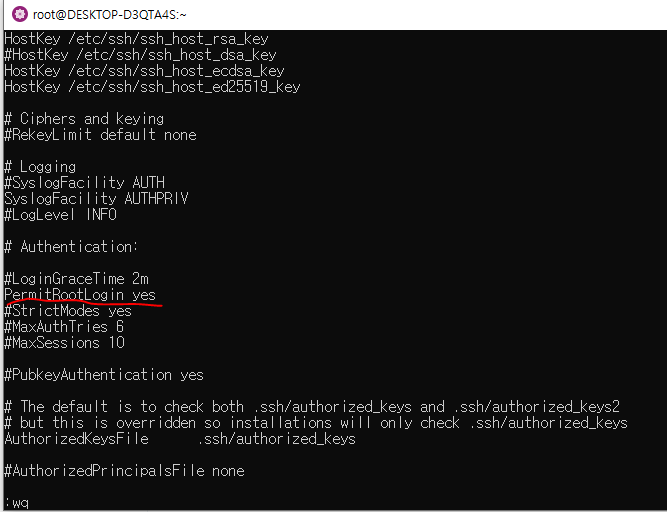 root@DESKTOP-D3QTA4S:~
HostKey /etc/ssh/ssh_host_rsa_key
#HostKey /etc/ssh/ssh_host_dsa_key
HostKey /etc/ssh/ssh_host_ecdsa_key
HostKey /etc/ssh/ssh_host_ed25519_key
# Ciphers and keying
#RekeyLimit default none
# Logging
#SyslogFacility AUTH
SyslogFacility AUTHPRIV
#LogLevel INFO
# Authentication:
#LoginGraceTime 2m
PermitRootLogin yes
#StrictModes yes
#MaxAuthTries 6
#MaxSessions 10
#PubkeyAuthentication yes
# The default is to check both .ssh/authorized_keys and .ssh/authorized_keys2
# but this is overridden so installations will only check .ssh/authorized_keys
AuthorizedKeysFile      .ssh/authorized_keys
#AuthorizedPrincipalsFile none
:wq